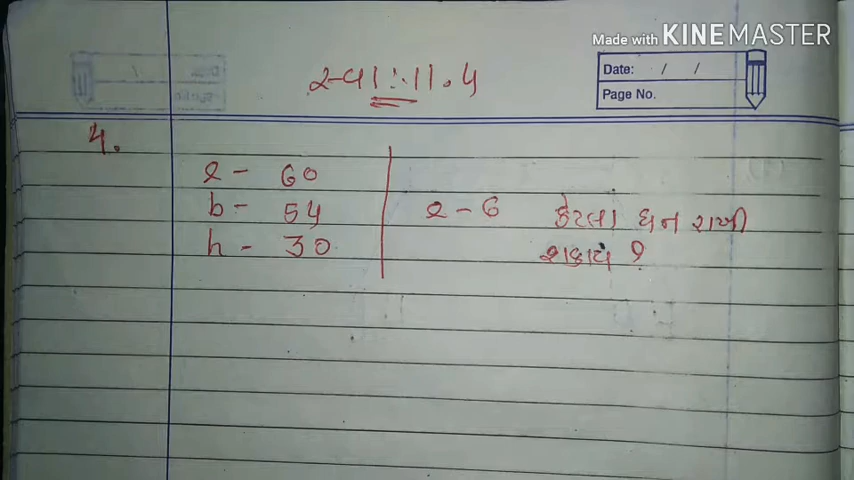 Made with KINEMASTER
સ્વા:ધ્યા. 11.4
Date: / /
Page No.
4.
l - 60
b - 54
h - 30
l - 6 કેટલા ઘન રાખી
શકાય ?